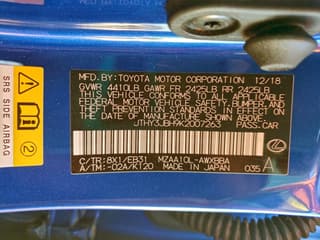 MFD. BY: TOYOTA MOTOR CORPORATION 12/18
GVWR 4410LB GAWR FR 2425LB RR 2425LB
THIS VEHICLE CONFORMS TO ALL APPLICABLE
FEDERAL MOTOR VEHICLE SAFETY, BUMPER, AND
THEFT PREVENTION STANDARDS IN EFFECT ON
THE DATE OF MANUFACTURE SHOWN ABOVE.
PASS.CAR
C/TR: 8X1/EB31 MZAA10L-AWXBBA
A/TM: -02A/K120
MADE IN JAPAN 035 A
SRS SIDE AIRBAG